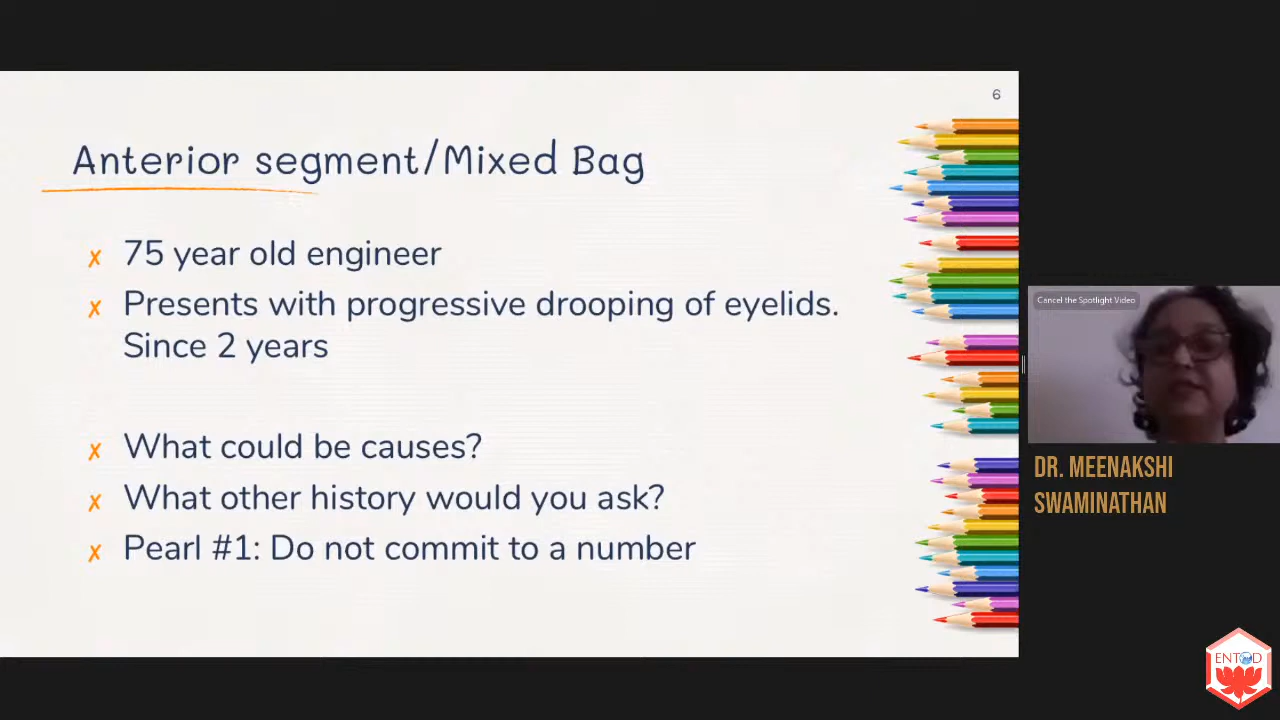 6
Anterior segment/Mixed Bag
✗ 75 year old engineer
✗ Presents with progressive drooping of eyelids.
Since 2 years
✗ What could be causes?
✗ What other history would you ask?
✗ Pearl #1: Do not commit to a number
Cancel the Spotlight Video
DR. MEENAKSHI
SWAMINATHAN
ENTOD